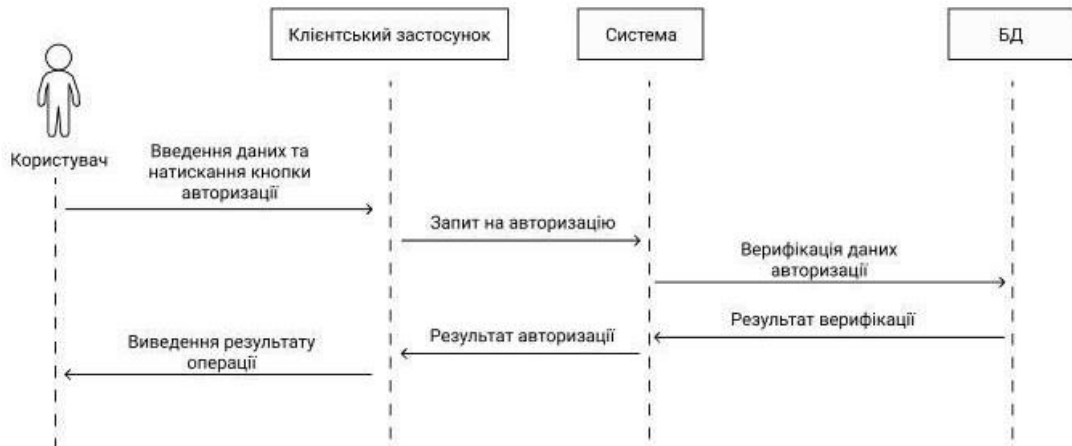 Клієнтський застосунок
Система
БД
Користувач
Введення даних та
натискання кнопки
авторизації
Запит на авторизацію
Верифікація даних
авторизації
Результат верифікації
Результат авторизації
Виведення результату
операції